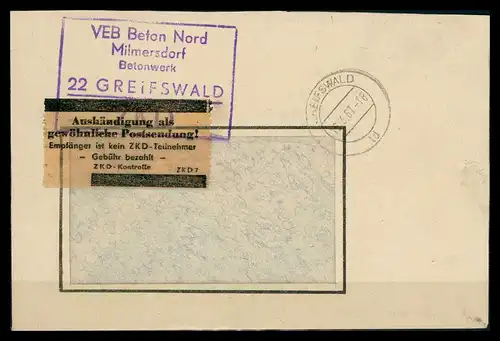 VEB Beton Nord
Milmersdorf
Betonwerk
22 GREiFSWALD
Aushändigung als
gewöhnliche Postsendung!
Empfänger ist kein ZKD-Teilnehmer
– Gebühr bezahlt –
ZKD-Kontrolle
ZKD 7
GREIFSWALD